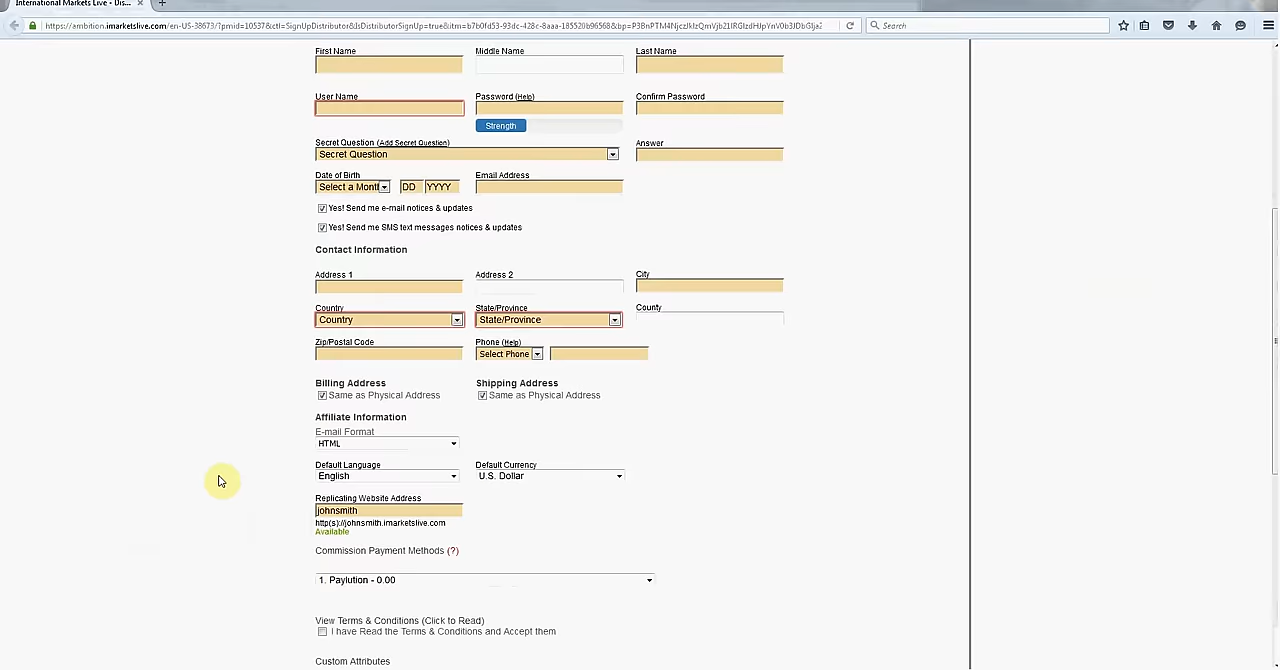 International Markets Live - Dis...
https://ambition.imarketslive.com/en-US-38673/?pmid=10537&ctl=SignUpDistributor&IsDistributorSignUp=true&itm=
Search
First Name Middle Name Last Name
User Name Password (Help) Confirm Password
Strength
Secret Question (Add Secret Question) Answer
Secret Question
Date of Birth Email Address
Select a Month DD YYYY
Yes! Send me e-mail notices & updates
Yes! Send me SMS text messages notices & updates
Contact Information
Address 1 Address 2 City
Country State/Province County
Country State/Province
Zip/Postal Code Phone (Help)
Select Phone
Billing Address Shipping Address
Same as Physical Address Same as Physical Address
Affiliate Information
E-mail Format
HTML
Default Language Default Currency
English U.S. Dollar
Replicating Website Address
johnsmith
http(s)://johnsmith.imarketslive.com
Available
Commission Payment Methods (?)
1. Paylution - 0.00
View Terms & Conditions (Click to Read)
I have Read the Terms & Conditions and Accept them
Custom Attributes